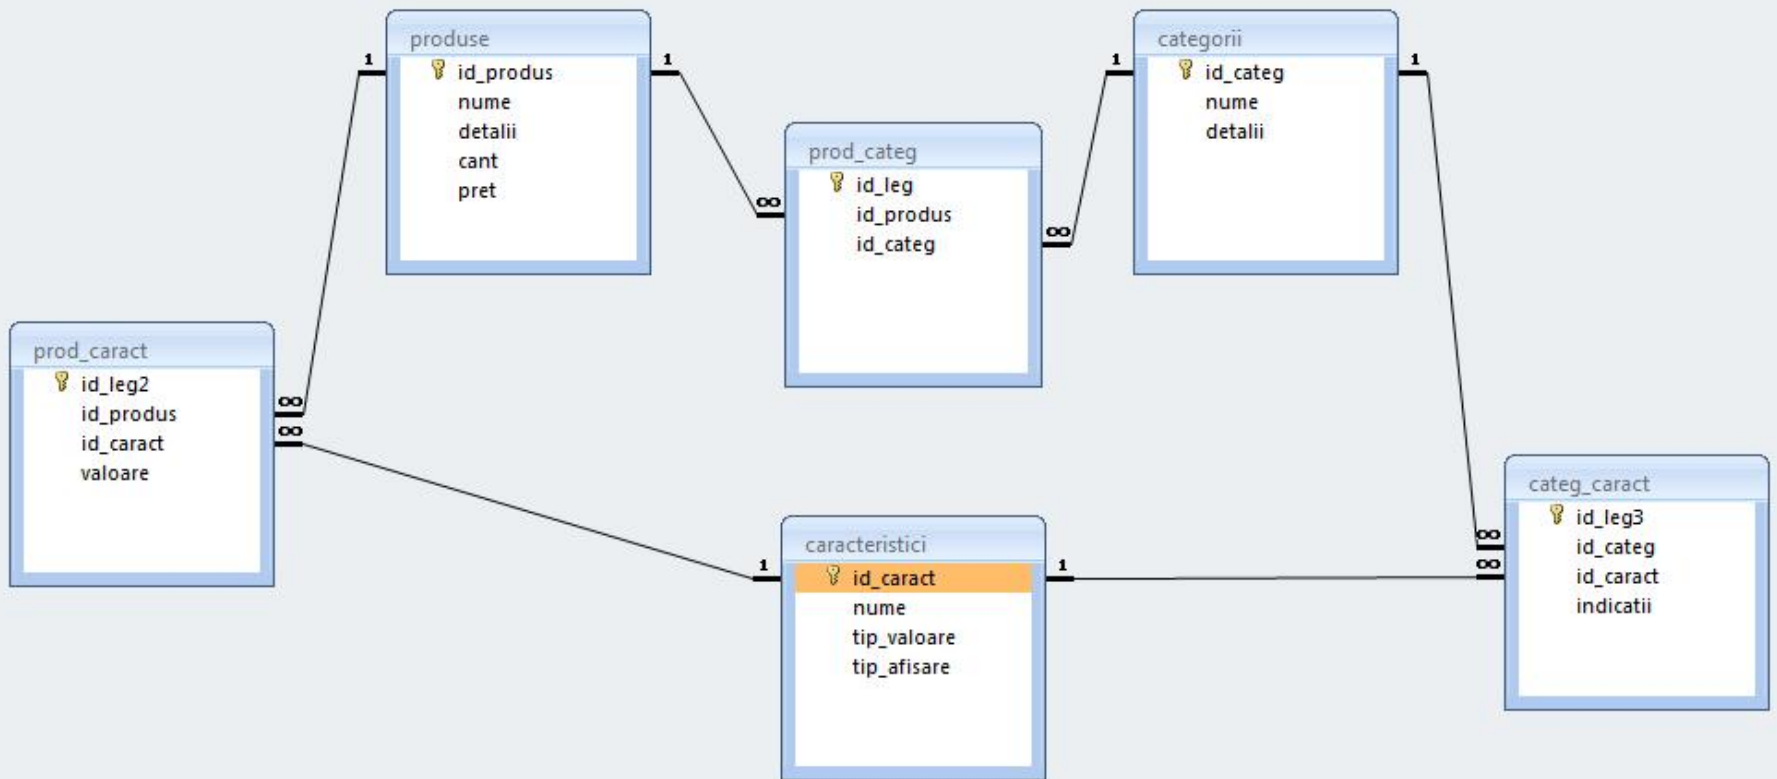 produse
id_produs
nume
detalii
cant
pret
categorii
id_categ
nume
detalii
prod_categ
id_leg
id_produs
id_categ
prod_caract
id_leg2
id_produs
id_caract
valoare
caracteristici
id_caract
nume
tip_valoare
tip_afisare
categ_caract
id_leg3
id_categ
id_caract
indicatii
1
1
1
1
∞
∞
∞
∞
1
1
∞
∞